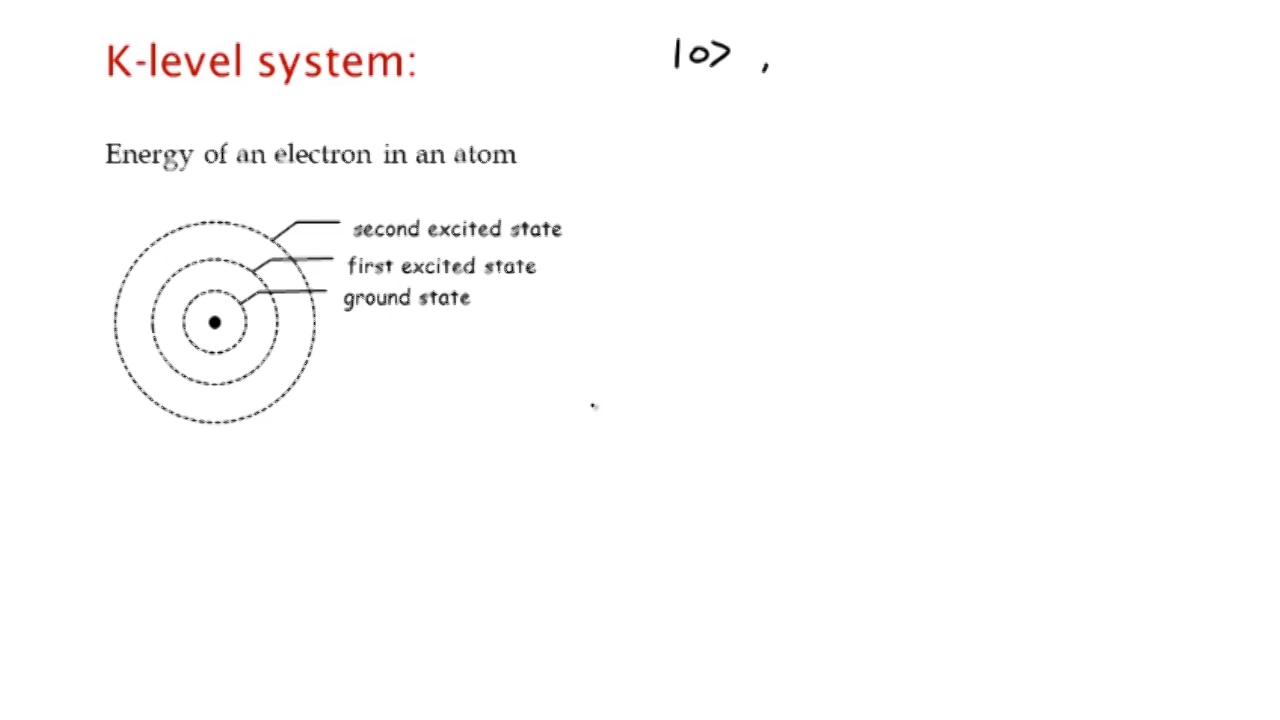 K-level system:
|0⟩ ,
Energy of an electron in an atom
second excited state
first excited state
ground state